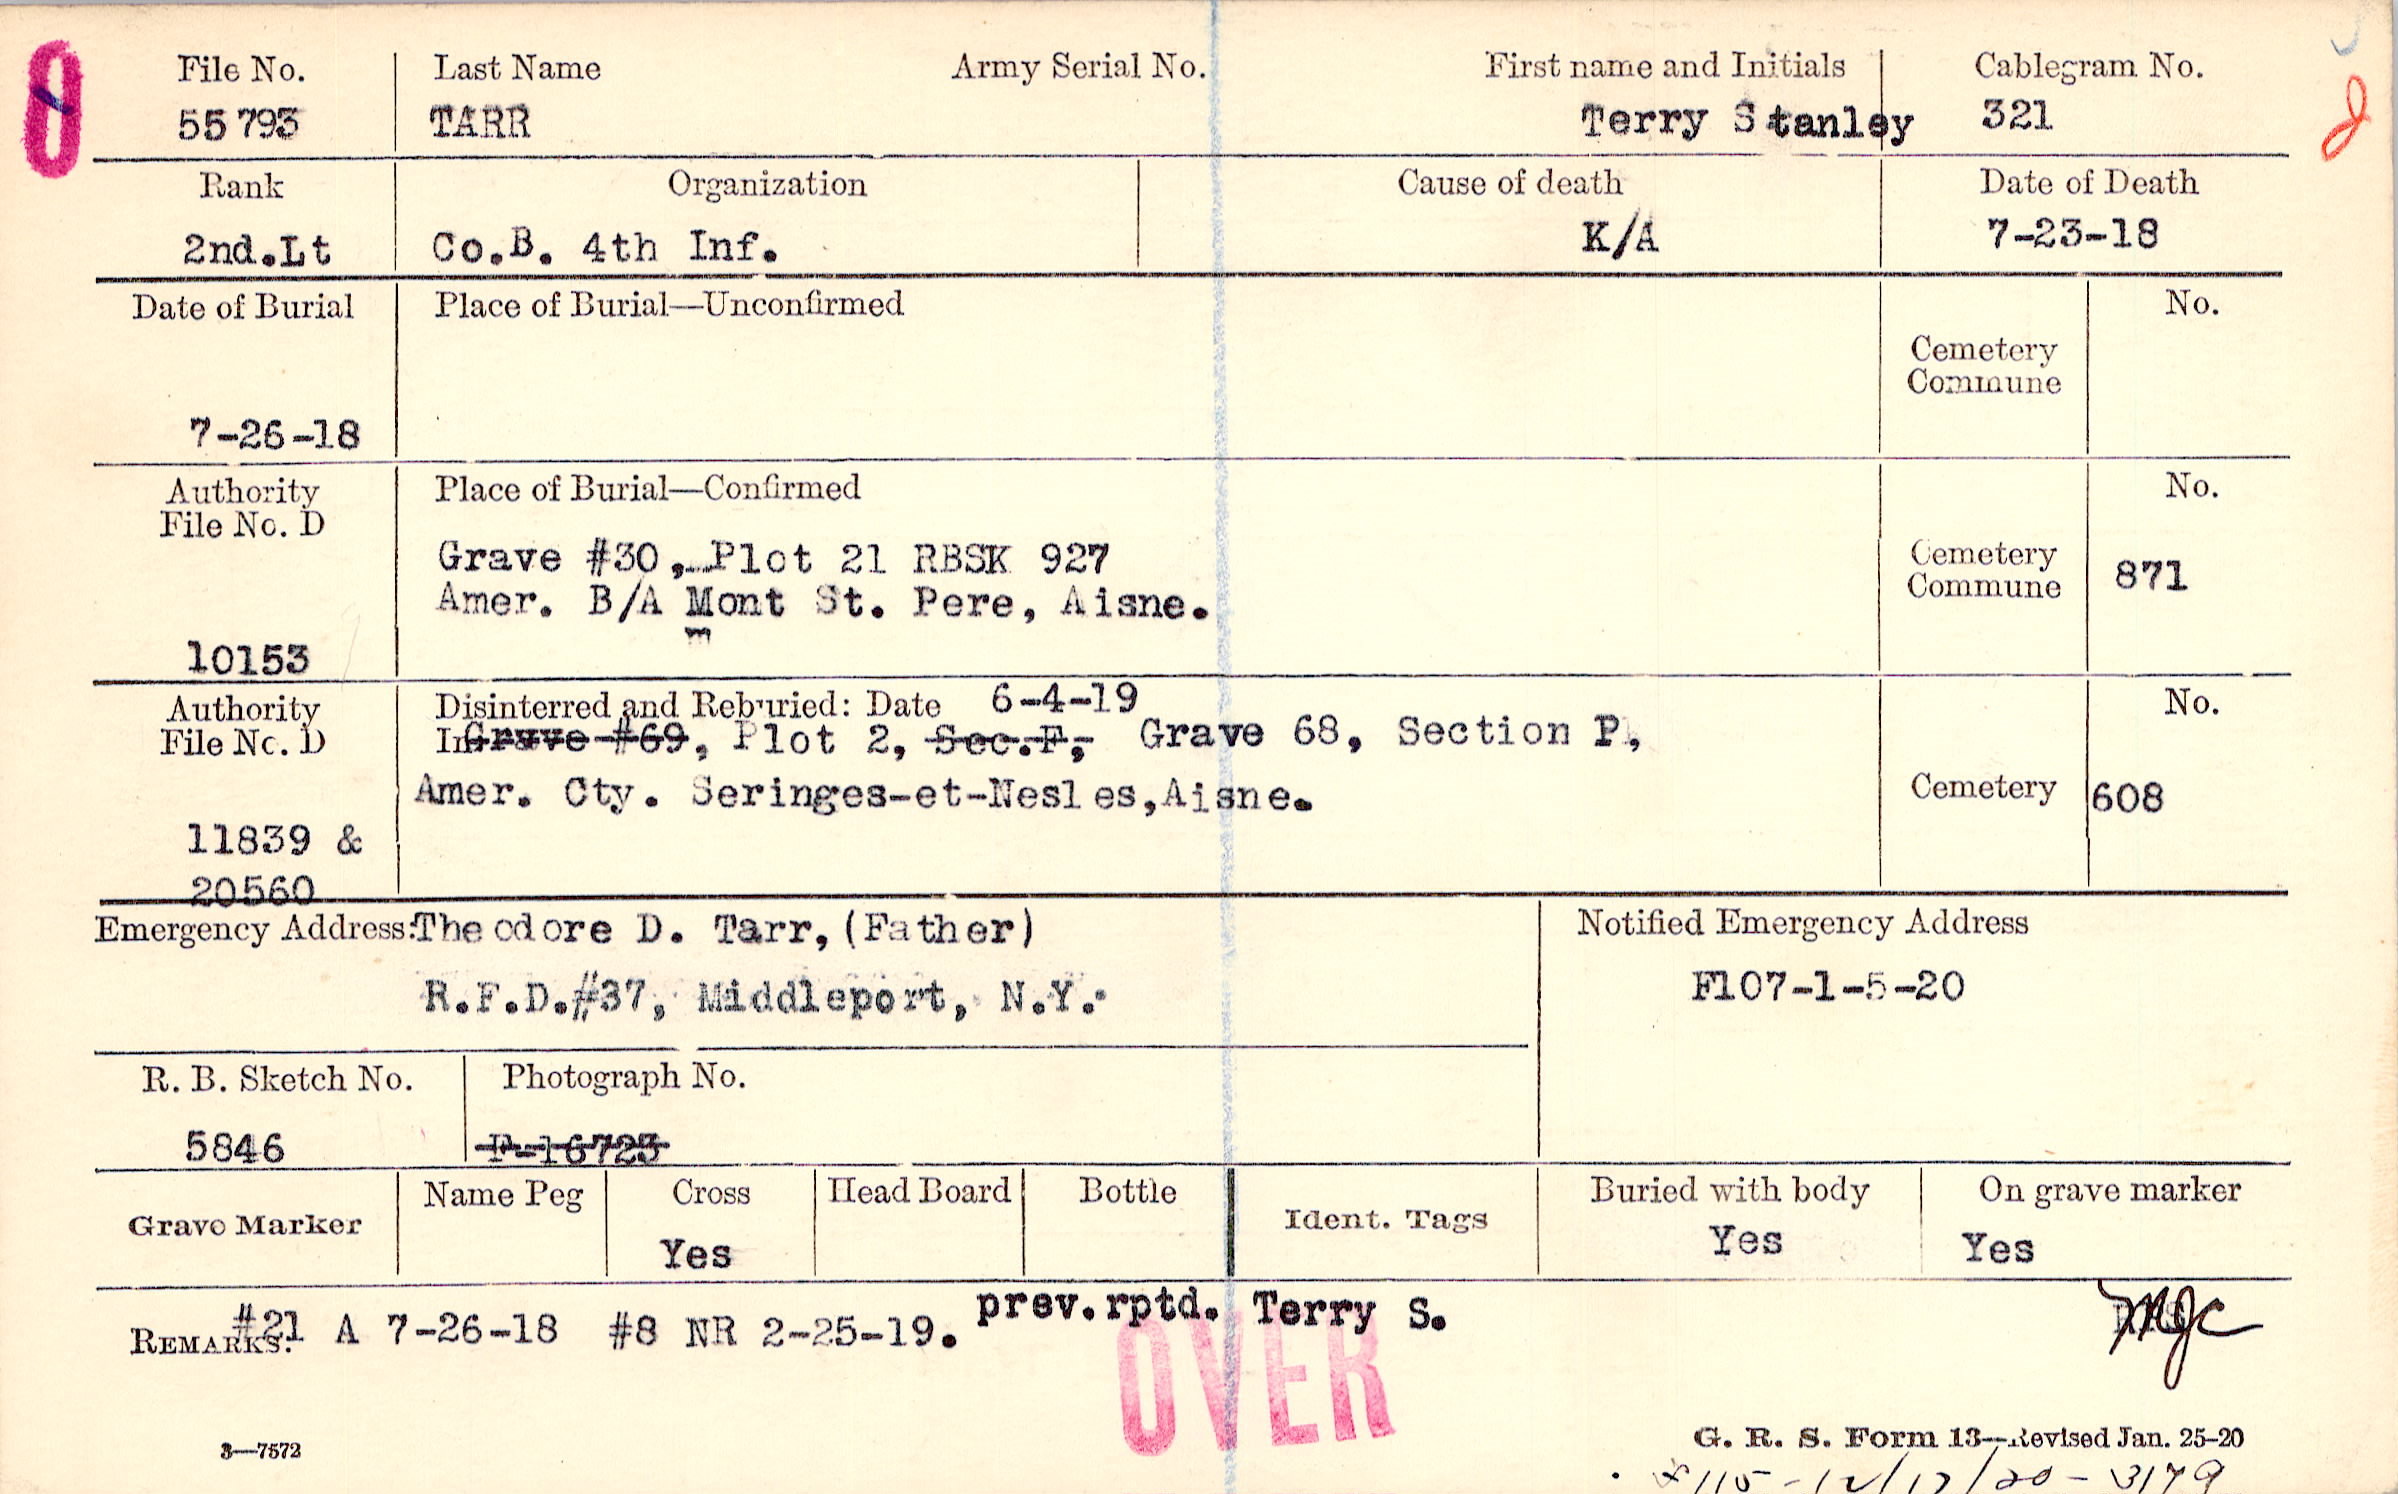 File No. Last Name Army Serial No. First name and Initials Cablegram No.
55793 TARR Terry Stanley 321
Rank Organization Cause of death Date of Death
2nd.Lt Co.B. 4th Inf. K/A 7-23-18
Date of Burial Place of Burial—Unconfirmed No.
Cemetery
Commune
7-26-18
Authority Place of Burial—Confirmed No.
File No. D
Grave #30, Plot 21 RBSK 927 Cemetery
Amer. B/A Mont St. Pere, Aisne. Commune 871
m
10153
Authority Disinterred and Reburied: Date 6-4-19 No.
File No. D In Grave #69, Plot 2, Sec.F, Grave 68, Section P,
Amer. Cty. Seringes-et-Nesles,Aisne. Cemetery 608
11839 &
20560
Emergency Address: Theodore D. Tarr,(Father) Notified Emergency Address
R.F.D.#37, Middleport, N.Y. F107-1-5-20
R. B. Sketch No. Photograph No.
5846 F-16723
Grave Marker Name Peg Cross Head Board Bottle Ident. Tags Buried with body On grave marker
Yes Yes Yes
REMARKS: #21 A 7-26-18 #8 NR 2-25-19. prev.rptd. Terry S.
OVER
3—7572 G. R. S. Form 13—Revised Jan. 25-20
115-12/17/20-3179